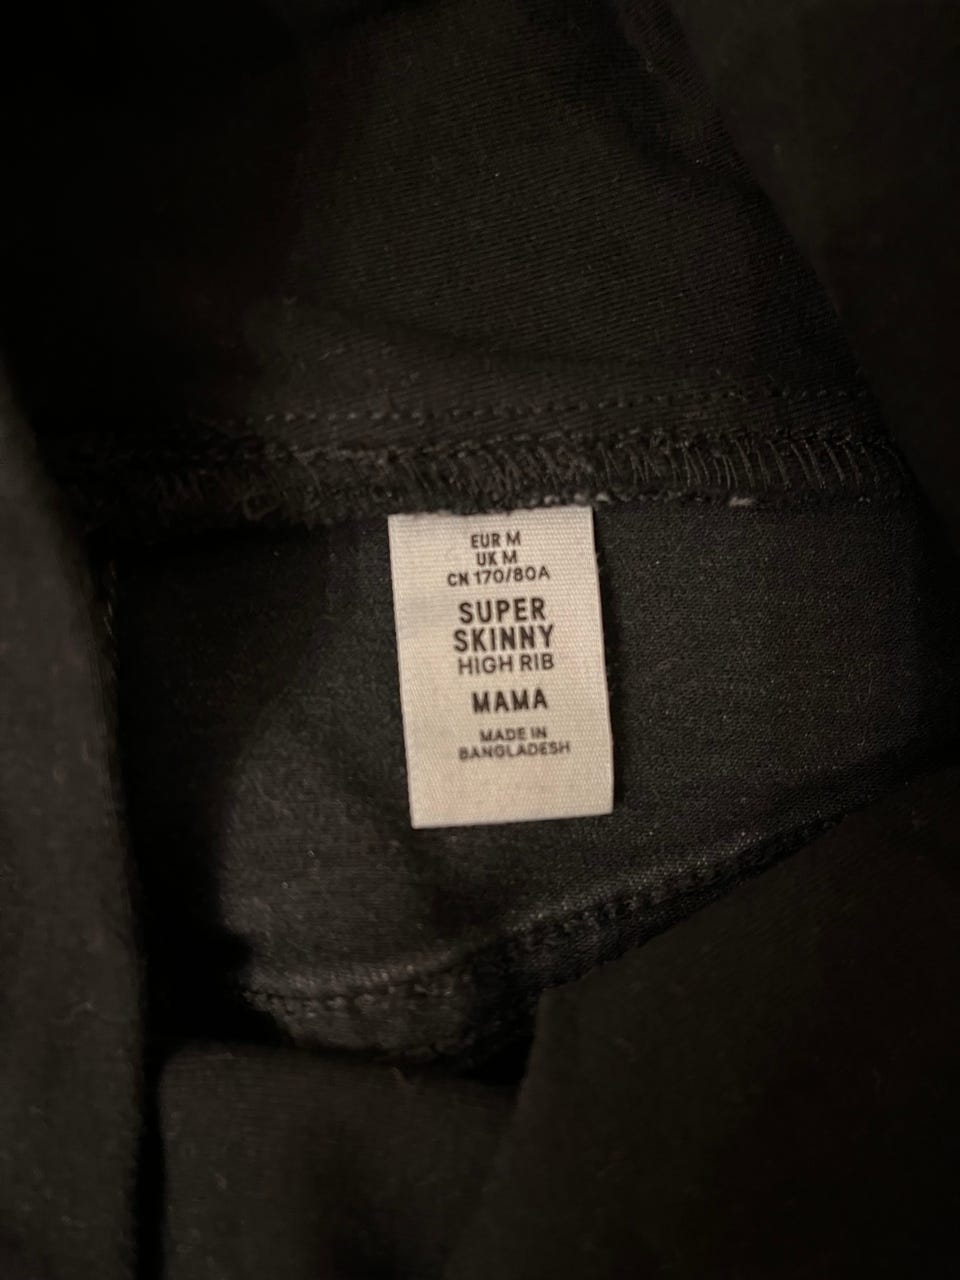 EUR M
UK M
CN 170/80A
SUPER
SKINNY
HIGH RIB
MAMA
MADE IN
BANGLADESH